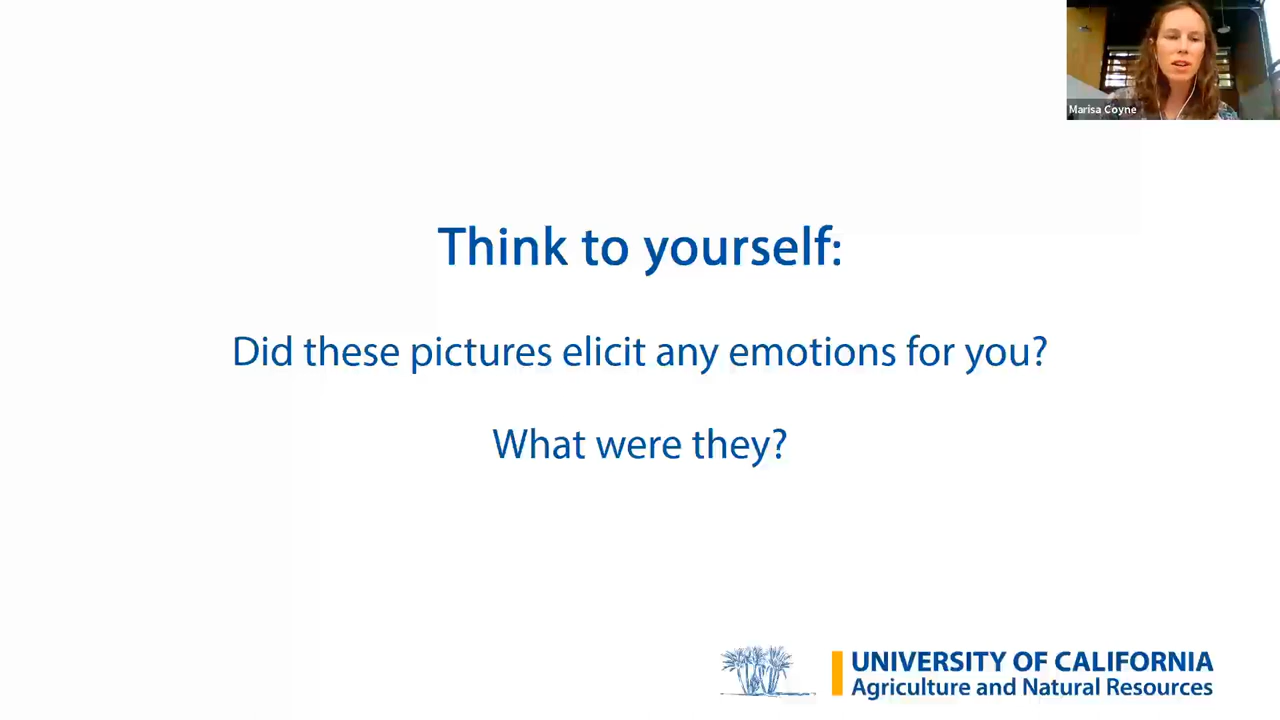 Marisa Coyne
Think to yourself:
Did these pictures elicit any emotions for you?
What were they?
UNIVERSITY OF CALIFORNIA
Agriculture and Natural Resources